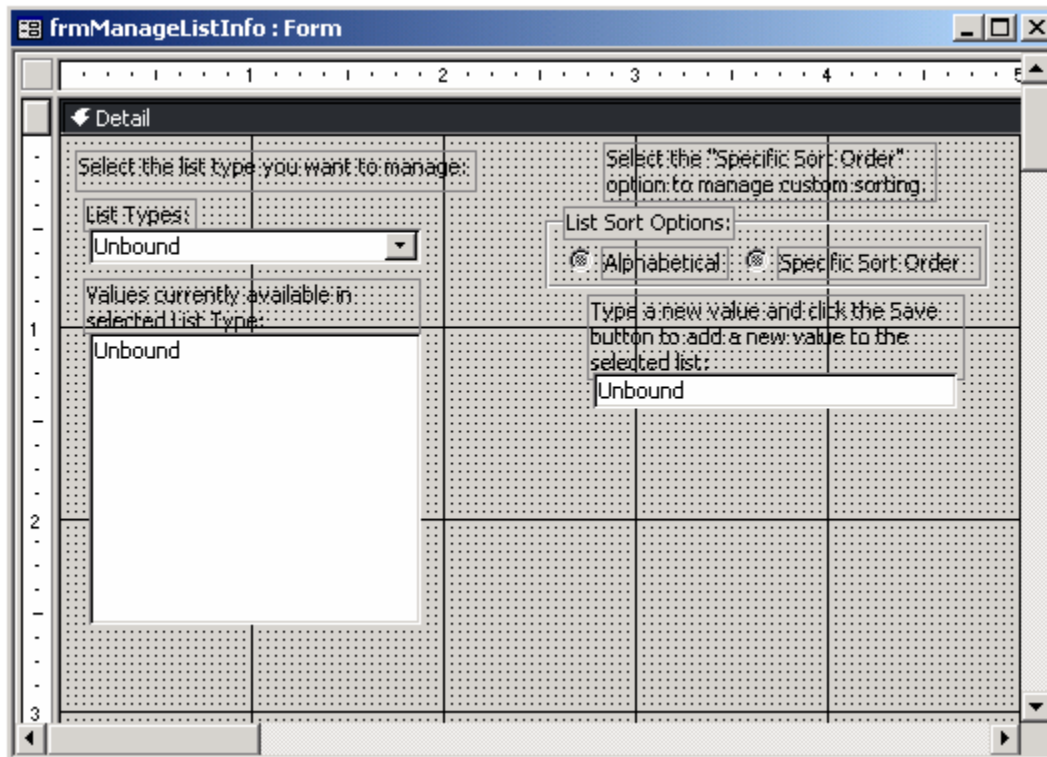 frmManageListInfo : Form
1 2 3 4 5
Detail
Select the list type you want to manage:
Select the "Specific Sort Order"
option to manage custom sorting.
List Types:
Unbound
List Sort Options:
Alphabetical
Specific Sort Order
Values currently available in
selected List Type:
Unbound
Type a new value and click the Save
button to add a new value to the
selected list:
Unbound
1
2
3